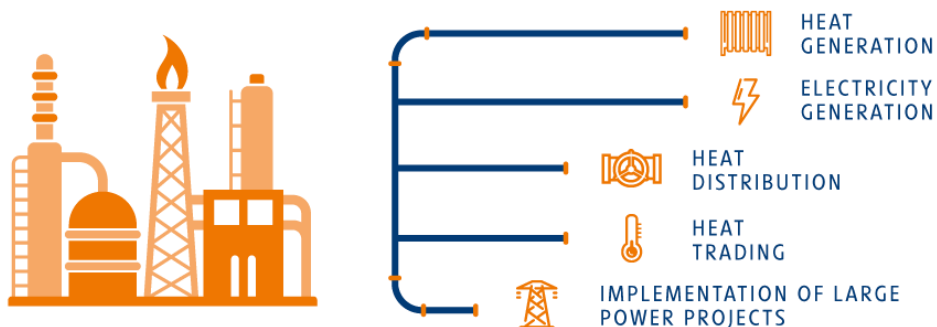 HEAT
GENERATION
ELECTRICITY
GENERATION
HEAT
DISTRIBUTION
HEAT
TRADING
IMPLEMENTATION OF LARGE
POWER PROJECTS